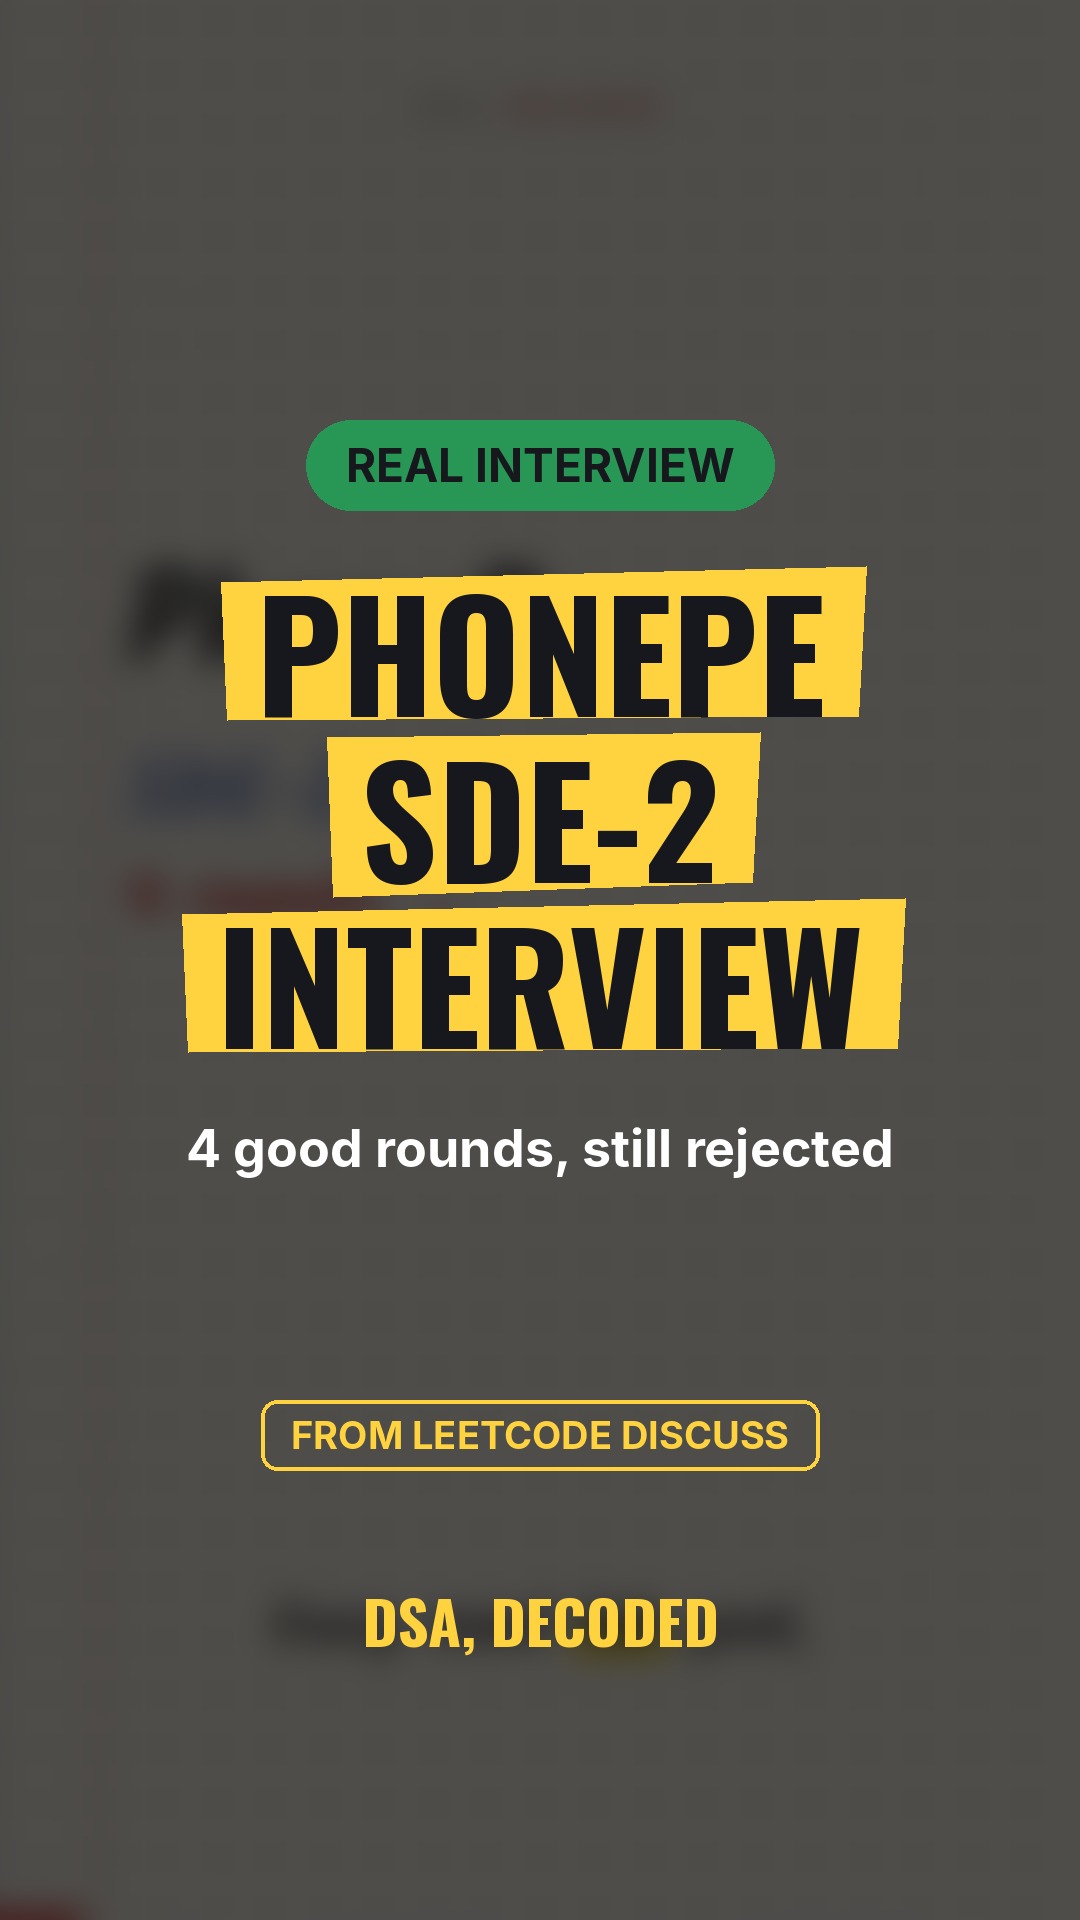 REAL INTERVIEW
PHONEPE
SDE-2
INTERVIEW
4 good rounds, still rejected
FROM LEETCODE DISCUSS
DSA, DECODED